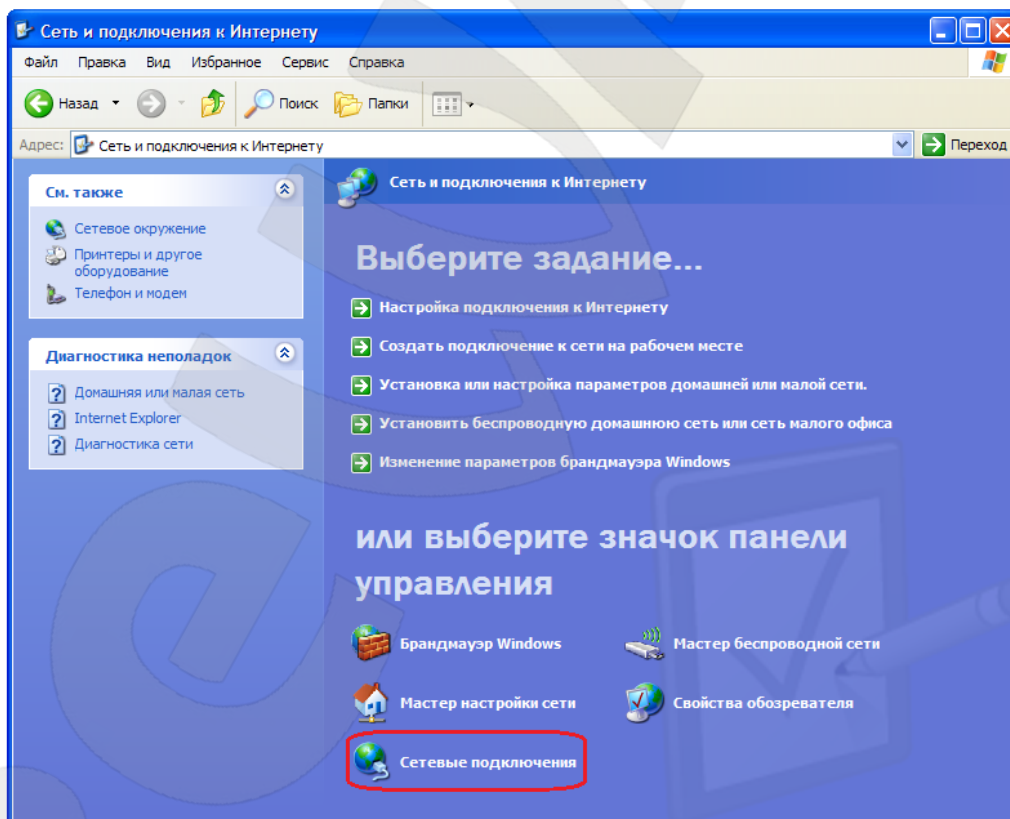 Сеть и подключения к Интернету
Файл Правка Вид Избранное Сервис Справка
Назад Поиск Папки
Адрес: Сеть и подключения к Интернету Переход
См. также
Сетевое окружение
Принтеры и другое
оборудование
Телефон и модем
Диагностика неполадок
Домашняя или малая сеть
Internet Explorer
Диагностика сети
Сеть и подключения к Интернету
Выберите задание...
Настройка подключения к Интернету
Создать подключение к сети на рабочем месте
Установка или настройка параметров домашней или малой сети.
Установить беспроводную домашнюю сеть или сеть малого офиса
Изменение параметров брандмауэра Windows
или выберите значок панели
управления
Брандмауэр Windows Мастер беспроводной сети
Мастер настройки сети Свойства обозревателя
Сетевые подключения